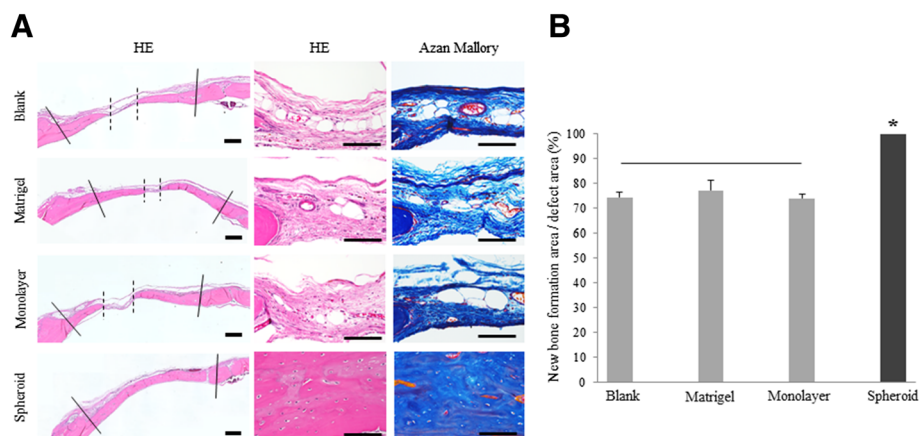 A
HE
HE
Azan Mallory
Blank
Matrigel
Monolayer
Spheroid
B
New bone formation area / defect area (%)
100
90
80
70
60
50
40
30
20
10
0
*
Blank
Matrigel
Monolayer
Spheroid